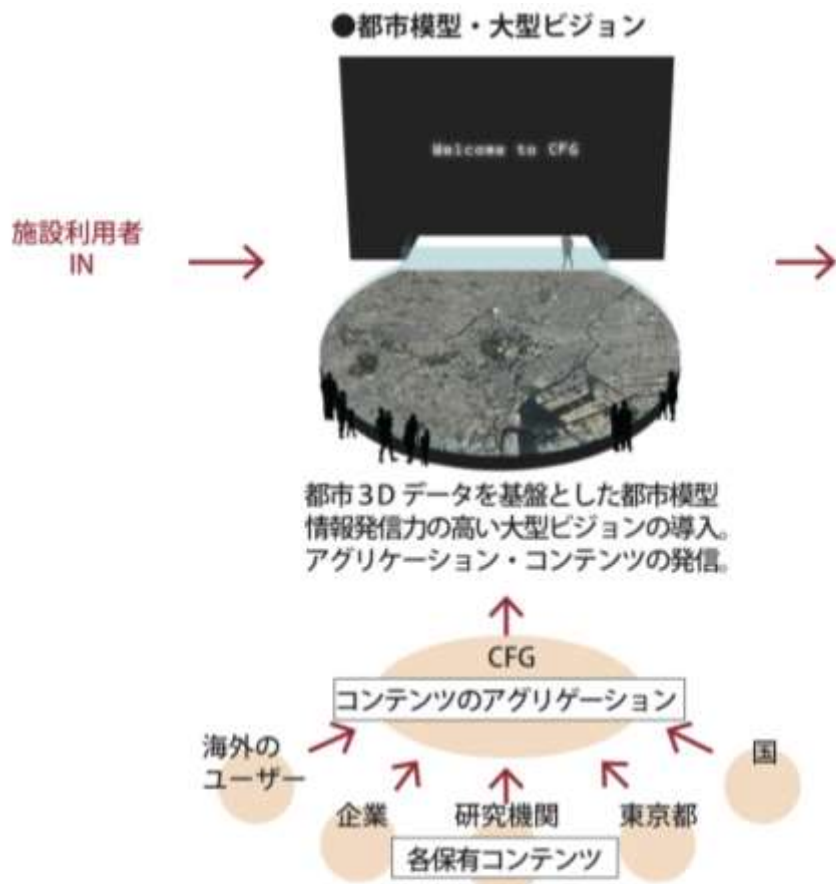 ●都市模型・大型ビジョン
Welcome to CFG
施設利用者
IN
都市3Dデータを基盤とした都市模型
情報発信力の高い大型ビジョンの導入。
アグリケーション・コンテンツの発信。
CFG
コンテンツのアグリゲーション
海外の
ユーザー
国
企業
研究機関
東京都
各保有コンテンツ